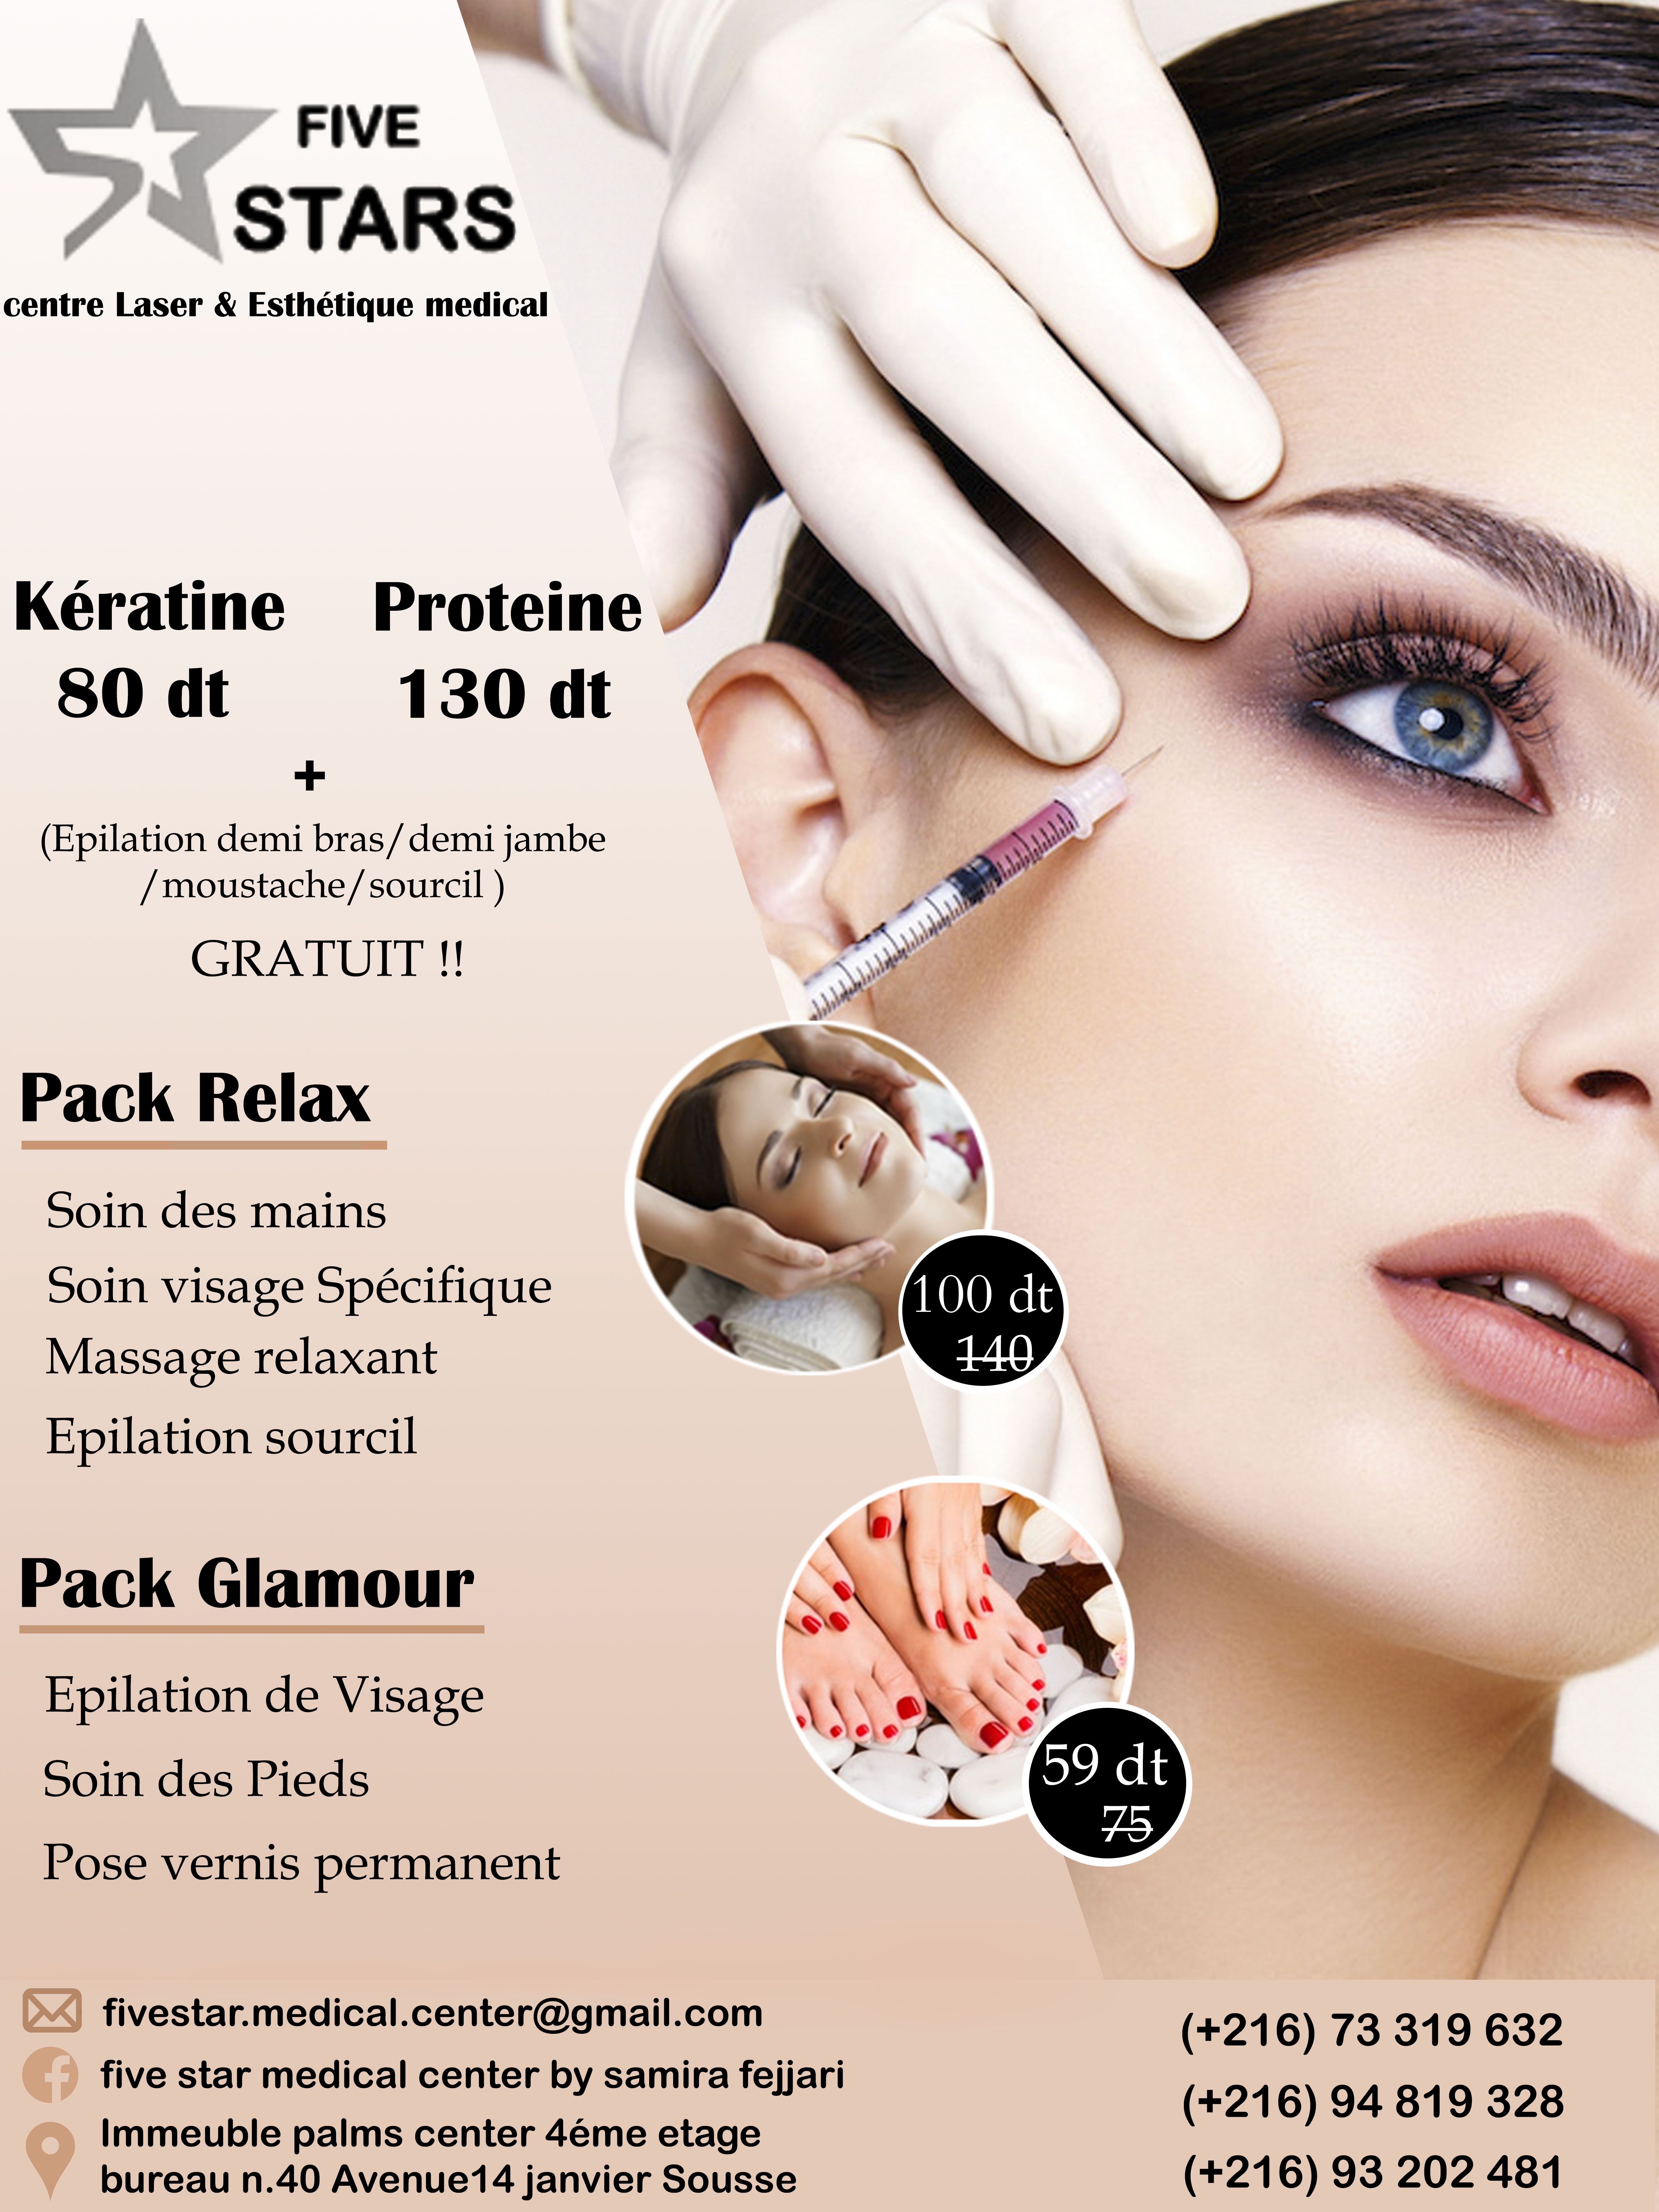 FIVE
STARS
centre Laser & Esthétique medical
Kératine
80 dt
Proteine
130 dt
+
(Epilation demi bras/demi jambe
/moustache/sourcil )
GRATUIT !!
Pack Relax
Soin des mains
Soin visage Spécifique
Massage relaxant
Epilation sourcil
100 dt
140
Pack Glamour
Epilation de Visage
Soin des Pieds
Pose vernis permanent
59 dt
75
fivestar.medical.center@gmail.com
five star medical center by samira fejjari
Immeuble palms center 4éme etage
bureau n.40 Avenue14 janvier Sousse
(+216) 73 319 632
(+216) 94 819 328
(+216) 93 202 481